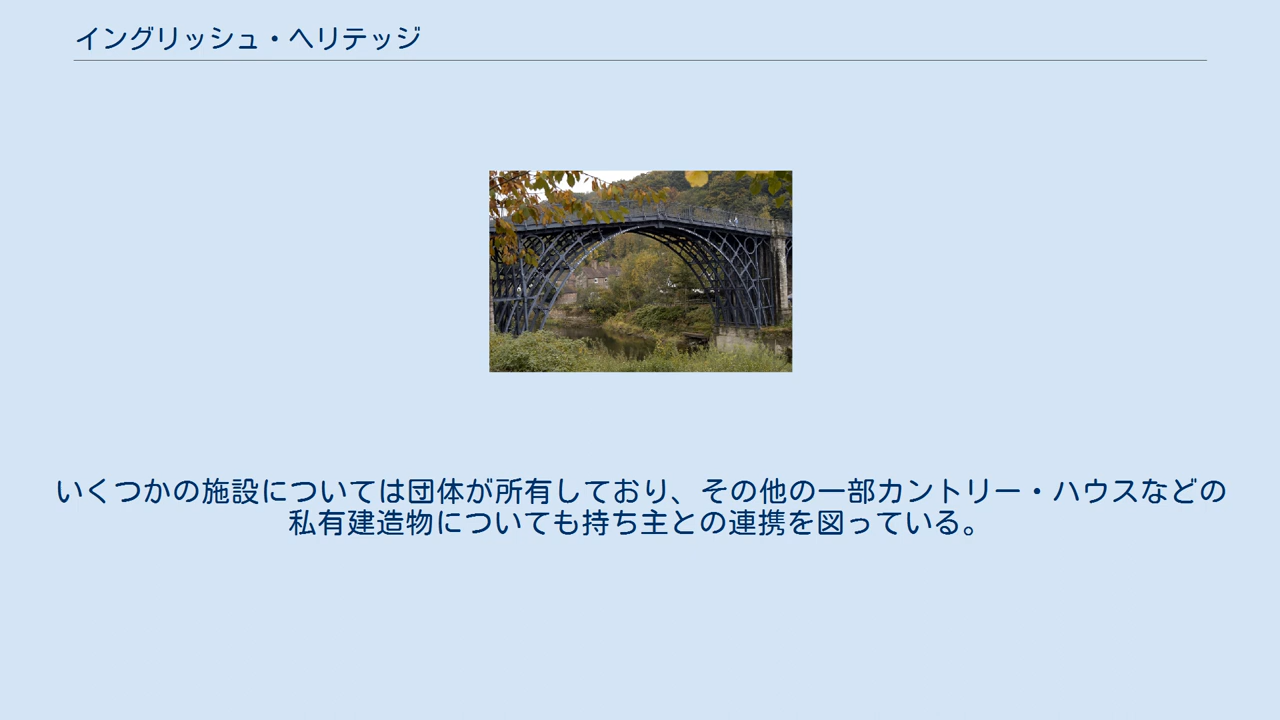 イングリッシュ・ヘリテッジ
いくつかの施設については団体が所有しており、その他の一部カントリー・ハウスなどの
私有建造物についても持ち主との連携を図っている。